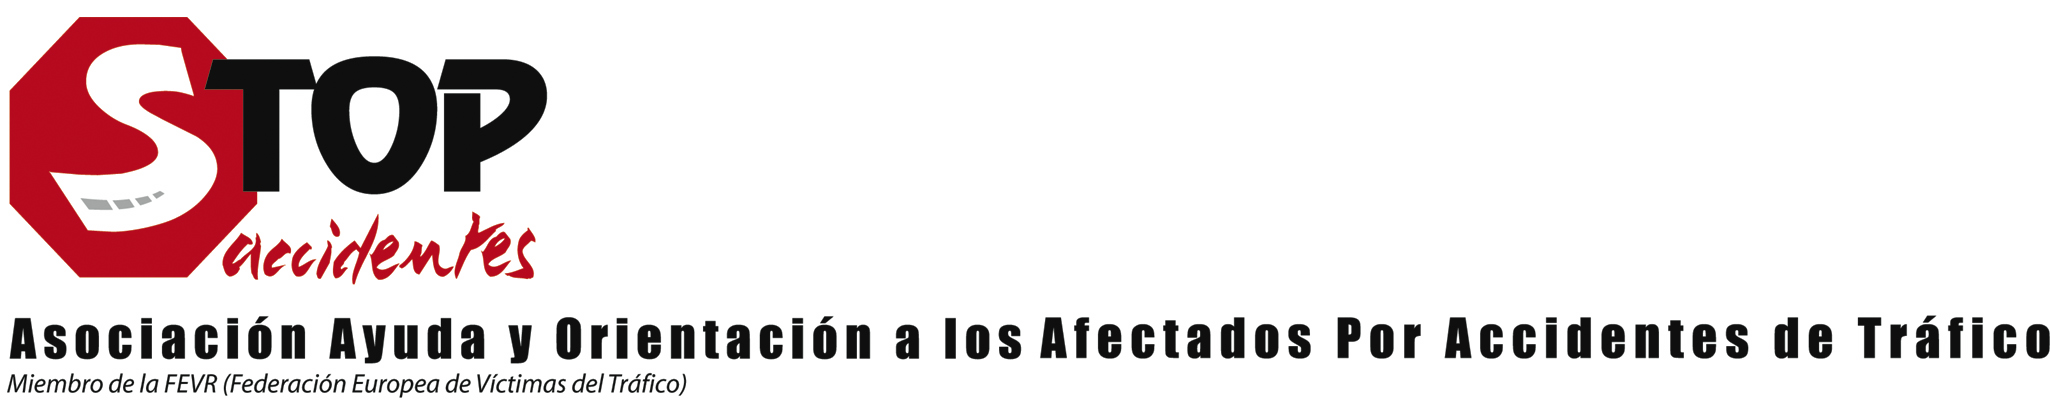 STOP
accidentes
Asociación Ayuda y Orientación a los Afectados Por Accidentes de Tráfico
Miembro de la FEVR (Federación Europea de Víctimas del Tráfico)